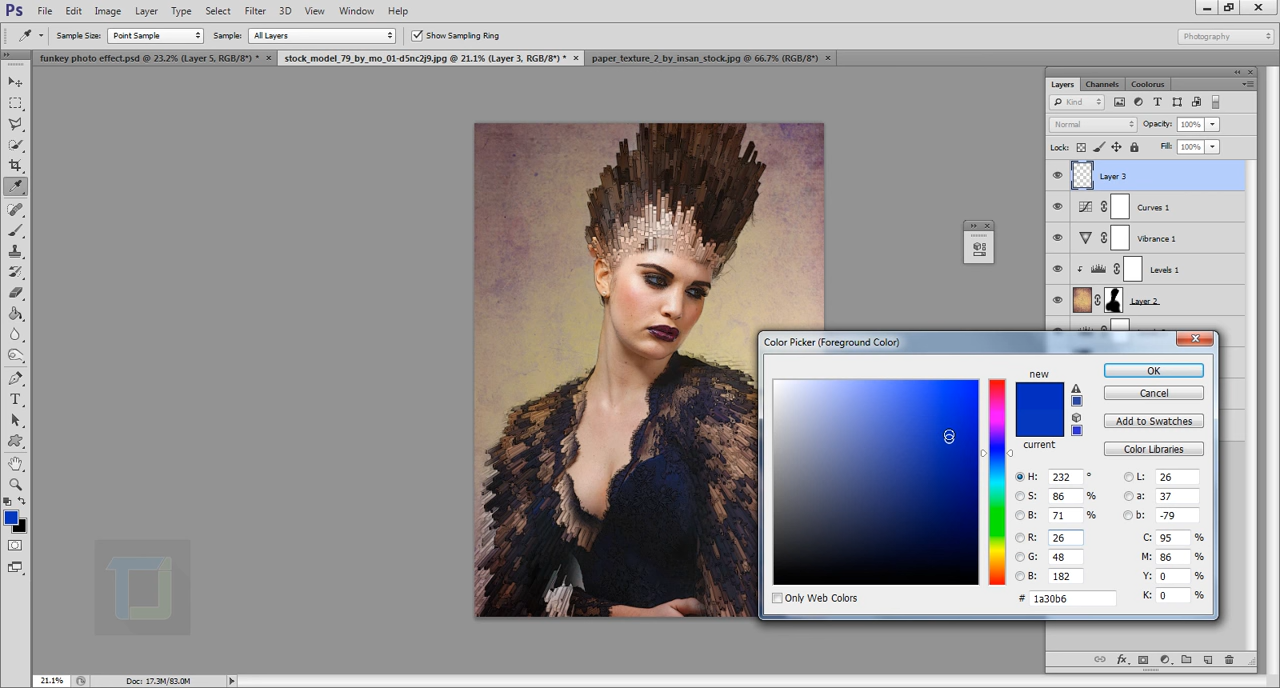 Ps File Edit Image Layer Type Select Filter 3D View Window Help
Sample Size: Point Sample Sample: All Layers Show Sampling Ring Photography
funkey photo effect.psd @ 23.2% (Layer 5, RGB/8*) * × stock_model_79_by_mo_01-d5nc2j9.jpg @ 21.1% (Layer 3, RGB/8*) * × paper_texture_2_by_insan_stock.jpg @ 66.7% (RGB/8*) ×
Layers Channels Coolorus
Kind
Normal Opacity: 100%
Lock: Fill: 100%
Layer 3
Curves 1
Vibrance 1
Levels 1
Layer 2
Color Picker (Foreground Color)
new
current
OK
Cancel
Add to Swatches
Color Libraries
H: 232 ° L: 26
S: 86 % a: 37
B: 71 % b: -79
R: 26 C: 95 %
G: 48 M: 86 %
B: 182 Y: 0 %
# 1a30b6 K: 0 %
Only Web Colors
21.1% Doc: 17.3M/83.0M